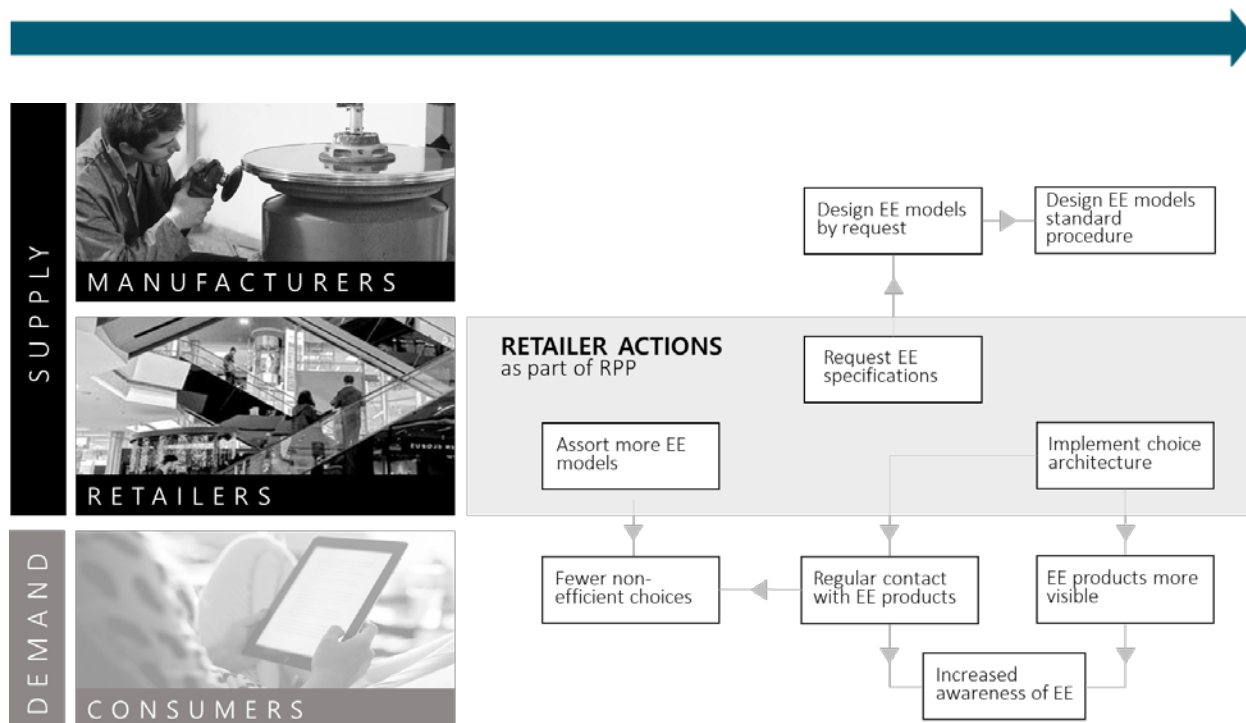 SUPPLY
MANUFACTURERS
Design EE models
by request
Design EE models
standard
procedure
RETAILERS
RETAILER ACTIONS
as part of RPP
Request EE
specifications
Assort more EE
models
Implement choice
architecture
DEMAND
CONSUMERS
Fewer non-
efficient choices
Regular contact
with EE products
EE products more
visible
Increased
awareness of EE